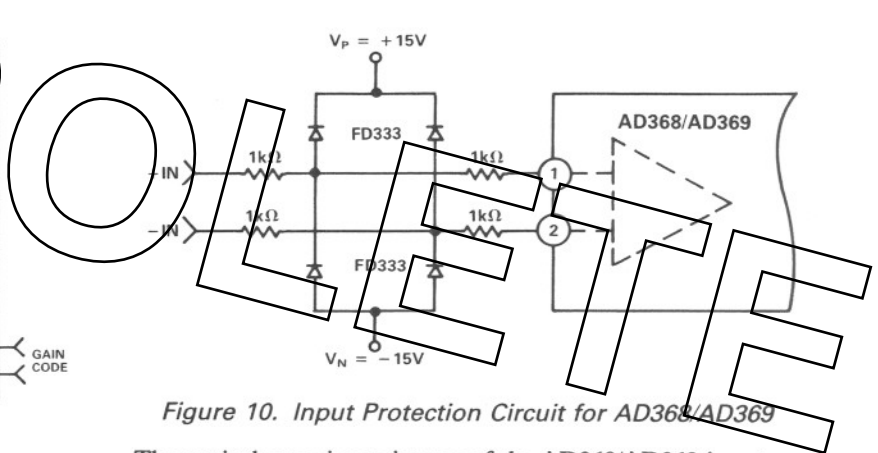 V_P = +15V
AD368/AD369
FD333
1kΩ 1kΩ
IN 1
1kΩ 1kΩ
−IN 2
FD333
GAIN
CODE
V_N = −15V
Figure 10. Input Protection Circuit for AD368/AD369
OLETE